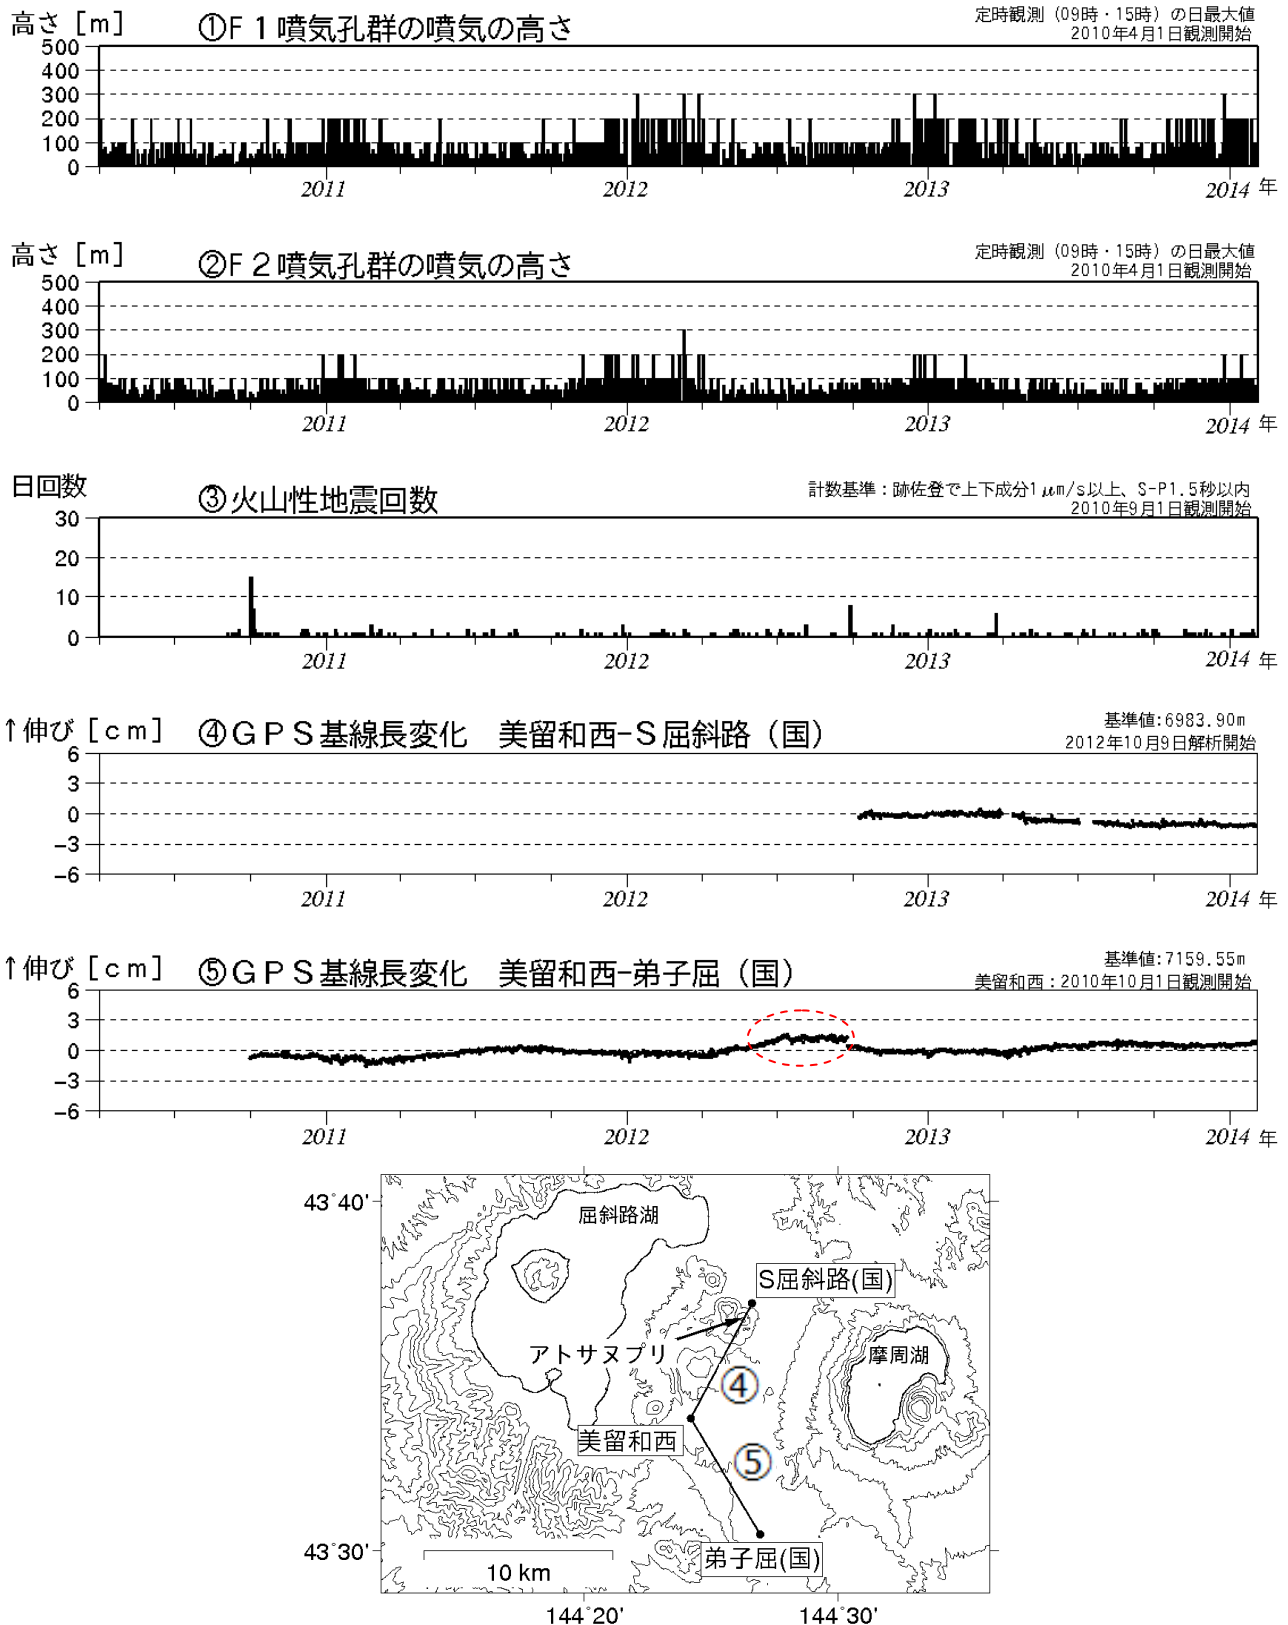 高さ [m] ①F1噴気孔群の噴気の高さ 定時観測（09時・15時）の日最大値
2010年4月1日観測開始
500
400
300
200
100
0
2011 2012 2013 2014 年
高さ [m] ②F2噴気孔群の噴気の高さ 定時観測（09時・15時）の日最大値
2010年4月1日観測開始
500
400
300
200
100
0
2011 2012 2013 2014 年
日回数 ③火山性地震回数 計数基準：跡佐登で上下成分1μm/s以上、S-P1.5秒以内
2010年9月1日観測開始
30
20
10
0
2011 2012 2013 2014 年
↑伸び [cm] ④GPS基線長変化 美留和西-S屈斜路（国） 基準値:6983.90m
2012年10月9日解析開始
6
3
0
-3
-6
2011 2012 2013 2014 年
↑伸び [cm] ⑤GPS基線長変化 美留和西-弟子屈（国） 基準値:7159.55m
美留和西：2010年10月1日観測開始
6
3
0
-3
-6
2011 2012 2013 2014 年
43°40'
屈斜路湖
S屈斜路(国)
アトサヌプリ
摩周湖
④
美留和西
⑤
43°30'
弟子屈(国)
10 km
144°20' 144°30'